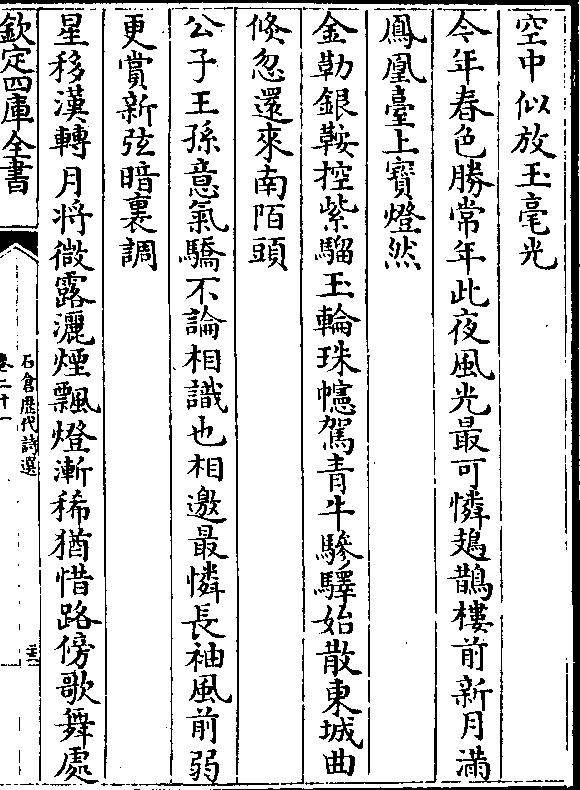 空中似放玉毫光
今年春色勝常年此夜風光最可憐鳷鵲樓前新月滿
鳳凰臺上寶燈然
金勒銀鞍控紫騮玉輪珠幰駕青牛驂驔始散東城曲
倐忽還來南陌頭
公子王孫意氣驕不論相識也相邀最憐長袖風前弱
更賞新弦暗裏調
星移漢轉月將微露灑煙飄燈漸稀猶惜路傍歌舞處
欽定四庫全書
石倉歷代詩選
卷二十一